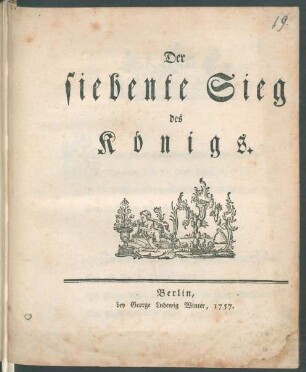 19.
Der
siebente Sieg
des
Königs.
Berlin,
bey George Ludewig Winter, 1757.